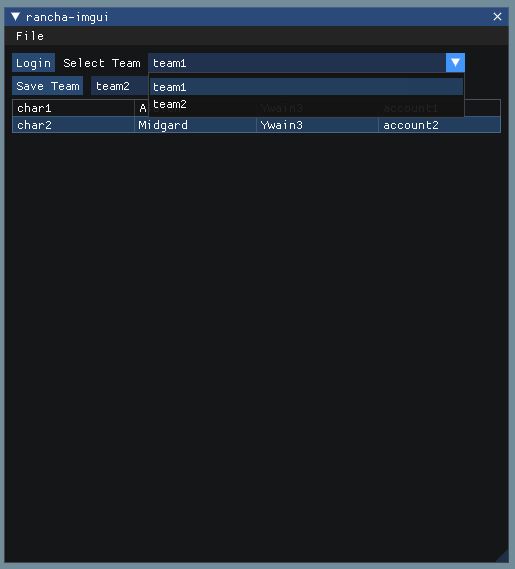 rancha-imgui
File
Login Select Team team1
Save Team team2 team1
team2
char1 A Ywain3 account1
char2 Midgard Ywain3 account2